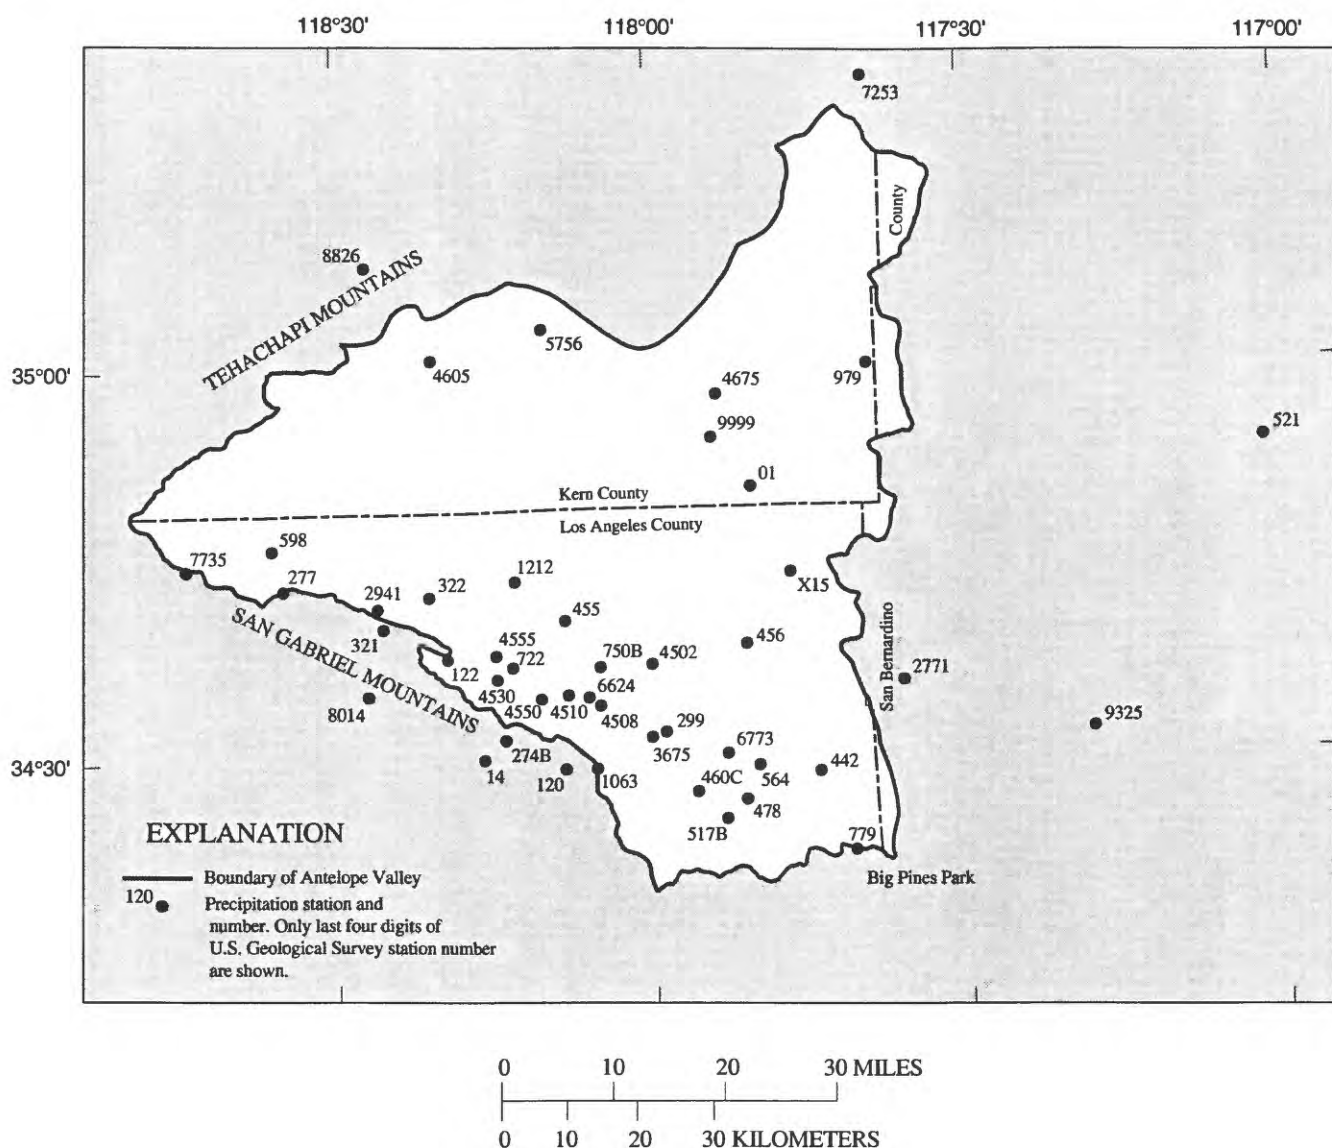 118°30' 118°00' 117°30' 117°00'
7253
County
8826
TEHACHAPI MOUNTAINS
5756
35°00'
4605
4675
979
9999
521
01
Kern County
Los Angeles County
598
7735
277
1212
X15
2941
322
SAN GABRIEL MOUNTAINS
321
455
456
San Bernardino
4555
722
750B
4502
122
2771
6624
4530
4550
4510
4508
8014
299
9325
274B
3675
6773
34°30'
14
120
1063
460C
564
442
478
517B
779
EXPLANATION
Big Pines Park
Boundary of Antelope Valley
120
Precipitation station and
number. Only last four digits of
U.S. Geological Survey station number
are shown.
0 10 20 30 MILES
0 10 20 30 KILOMETERS